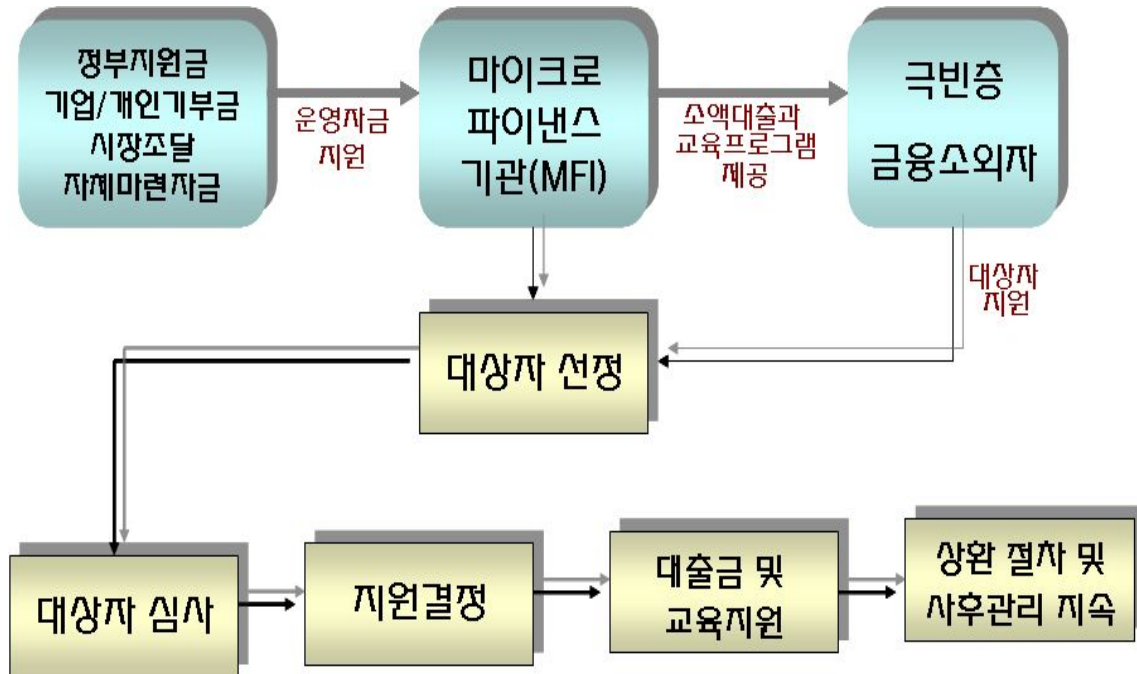 정부지원금
기업/개인기부금
시장조달
자체마련자금
운영자금
지원
마이크로
파이낸스
기관(MFI)
소액대출과
교육프로그램
제공
극빈층
금융소외자
대상자
지원
대상자 선정
대상자 심사
지원결정
대출금 및
교육지원
상환 절차 및
사후관리 지속